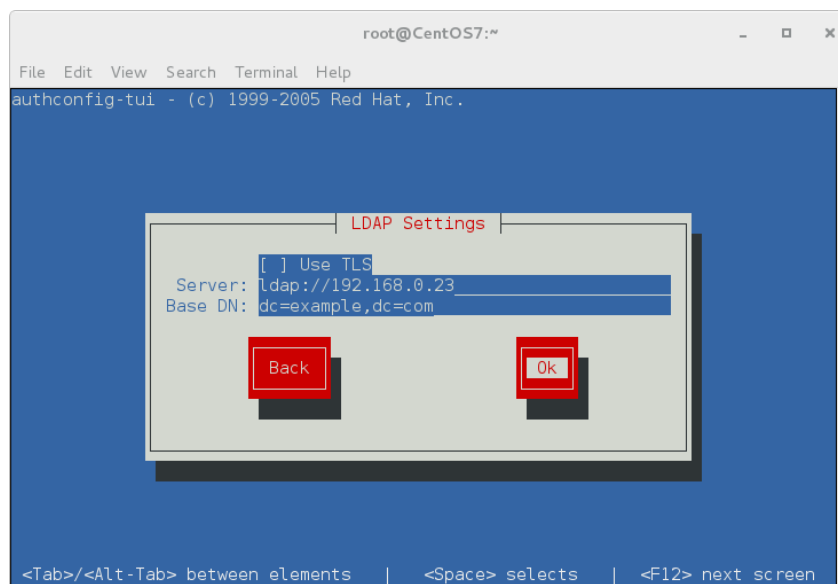 root@CentOS7:~
File Edit View Search Terminal Help
authconfig-tui - (c) 1999-2005 Red Hat, Inc.
LDAP Settings
[ ] Use TLS
Server: ldap://192.168.0.23
Base DN: dc=example,dc=com
Back Ok
<Tab>/<Alt-Tab> between elements | <Space> selects | <F12> next screen